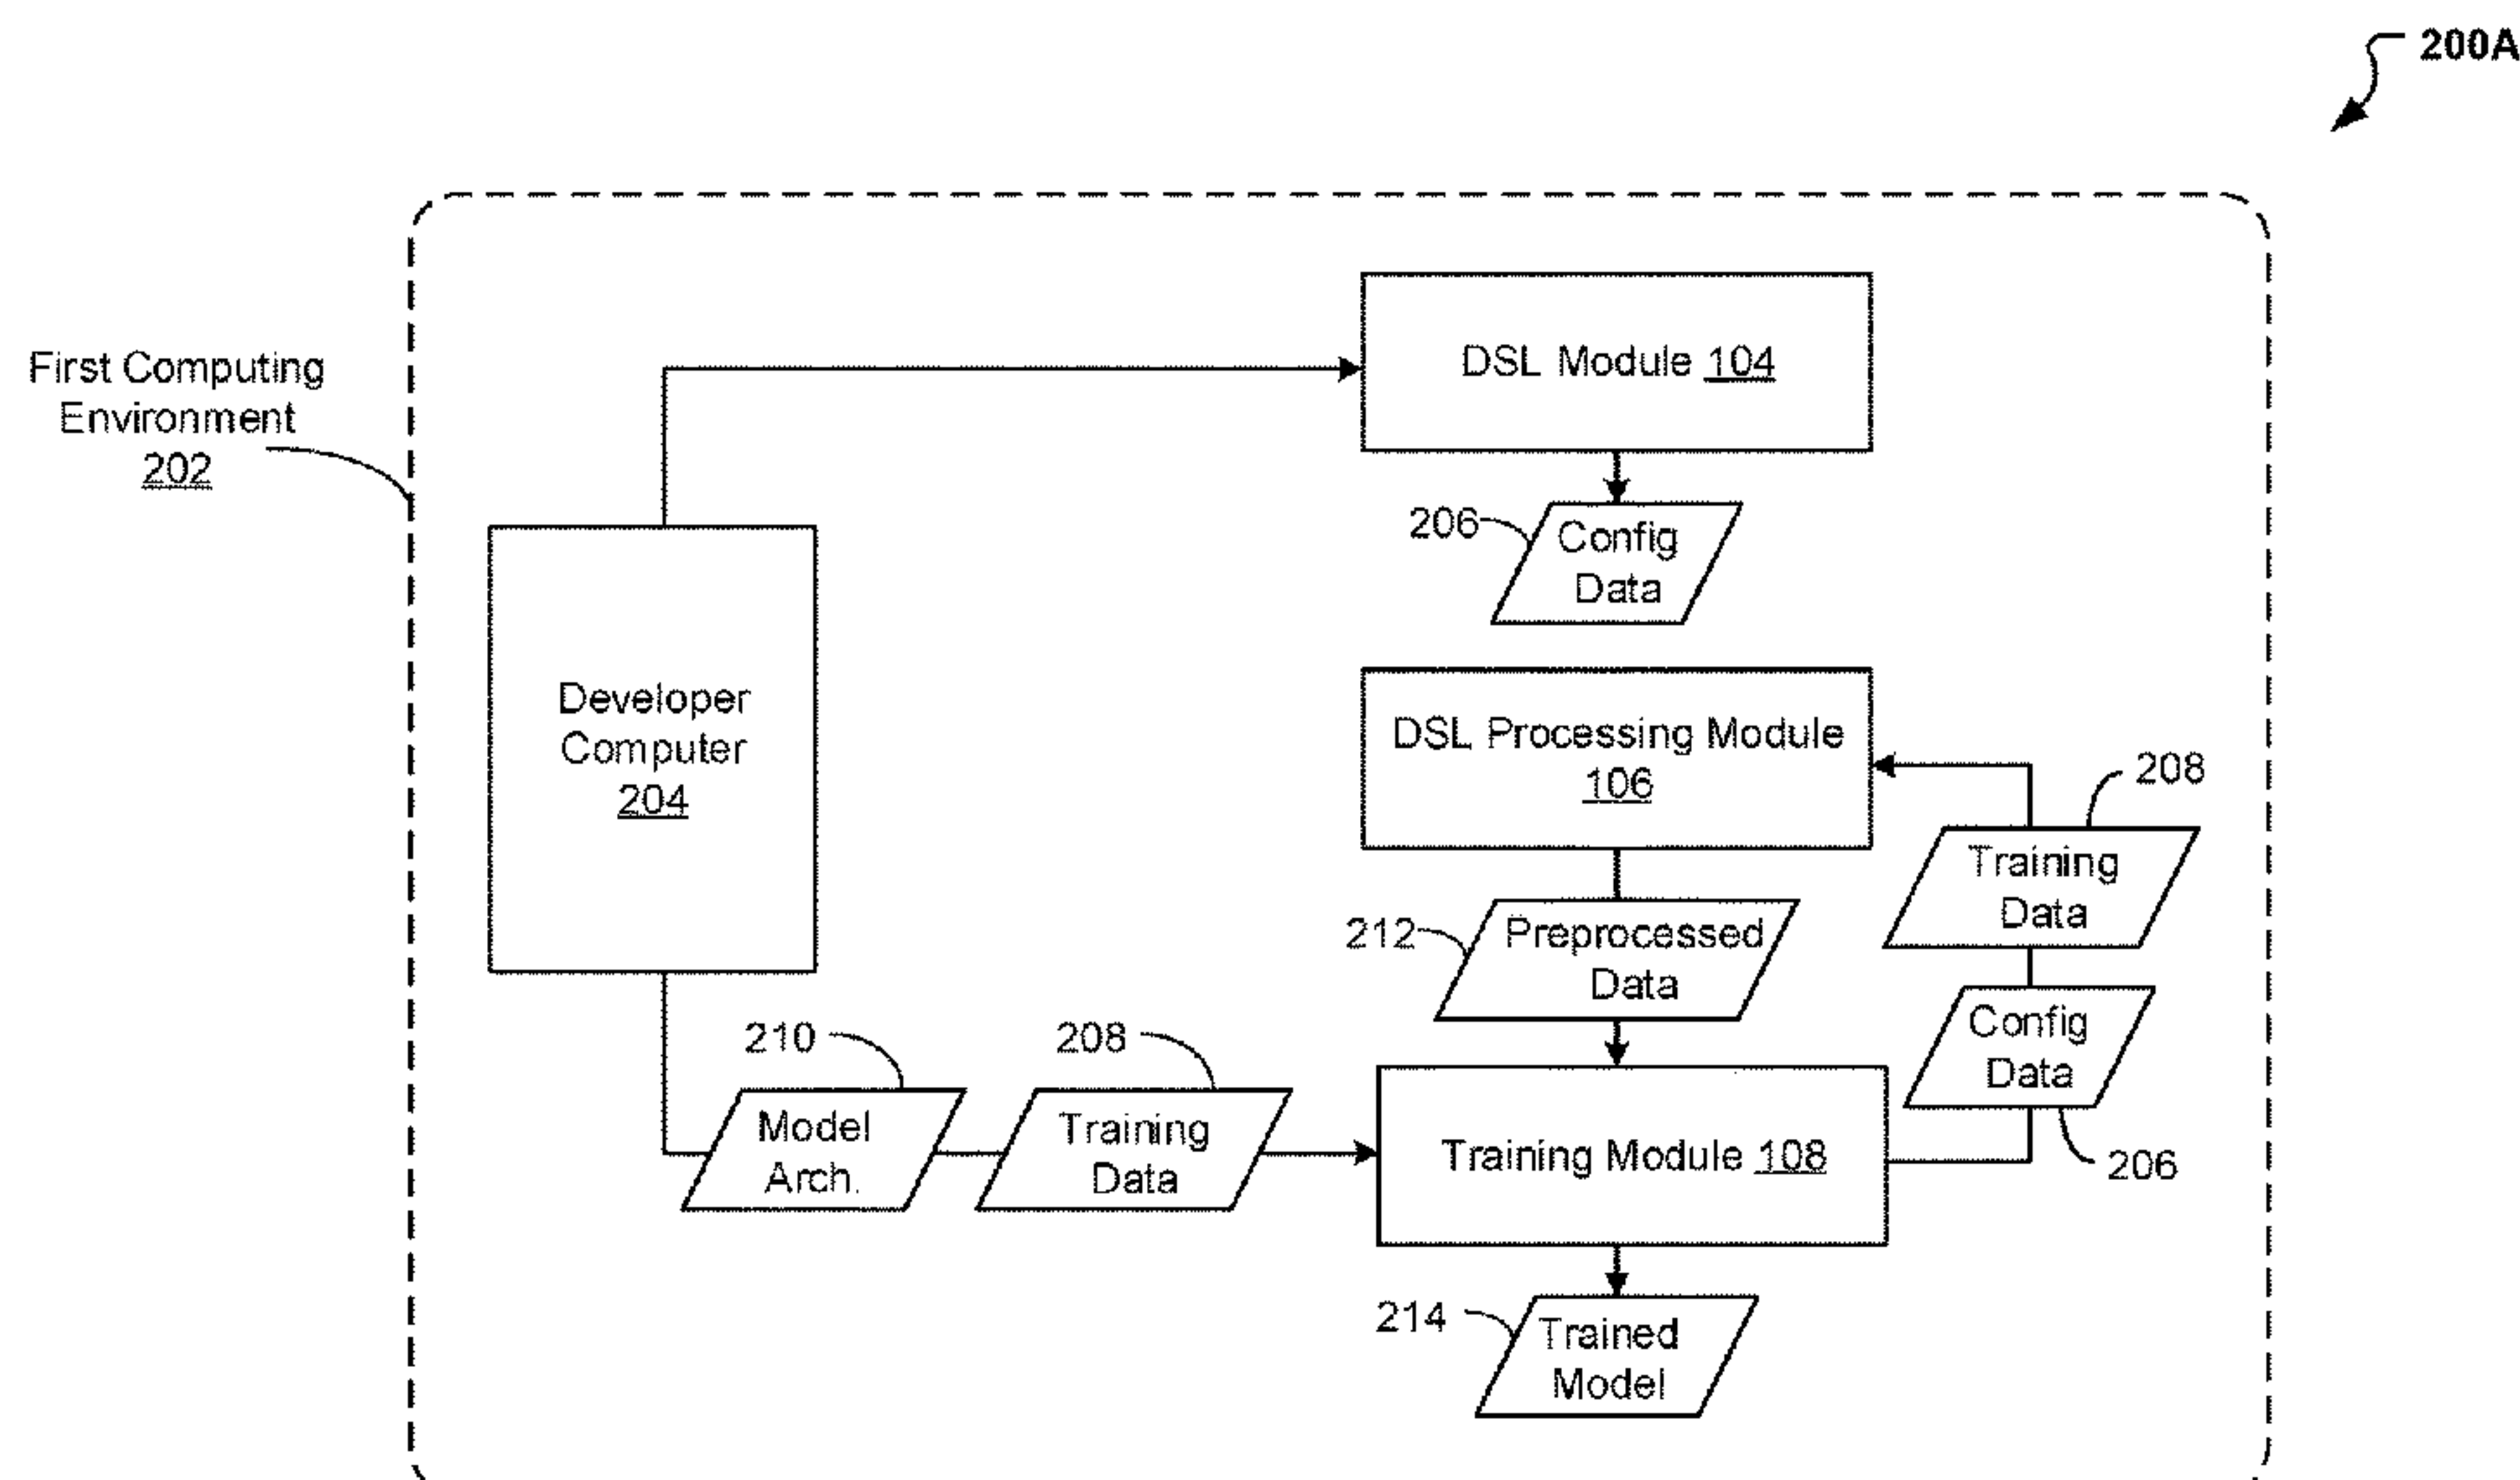 200A
First Computing
Environment
202
DSL Module 104
206
Config
Data
Developer
Computer
204
DSL Processing Module
106
208
Training
Data
212
Preprocessed
Data
Config
Data
206
210
208
Model
Arch.
Training
Data
Training Module 108
214
Trained
Model